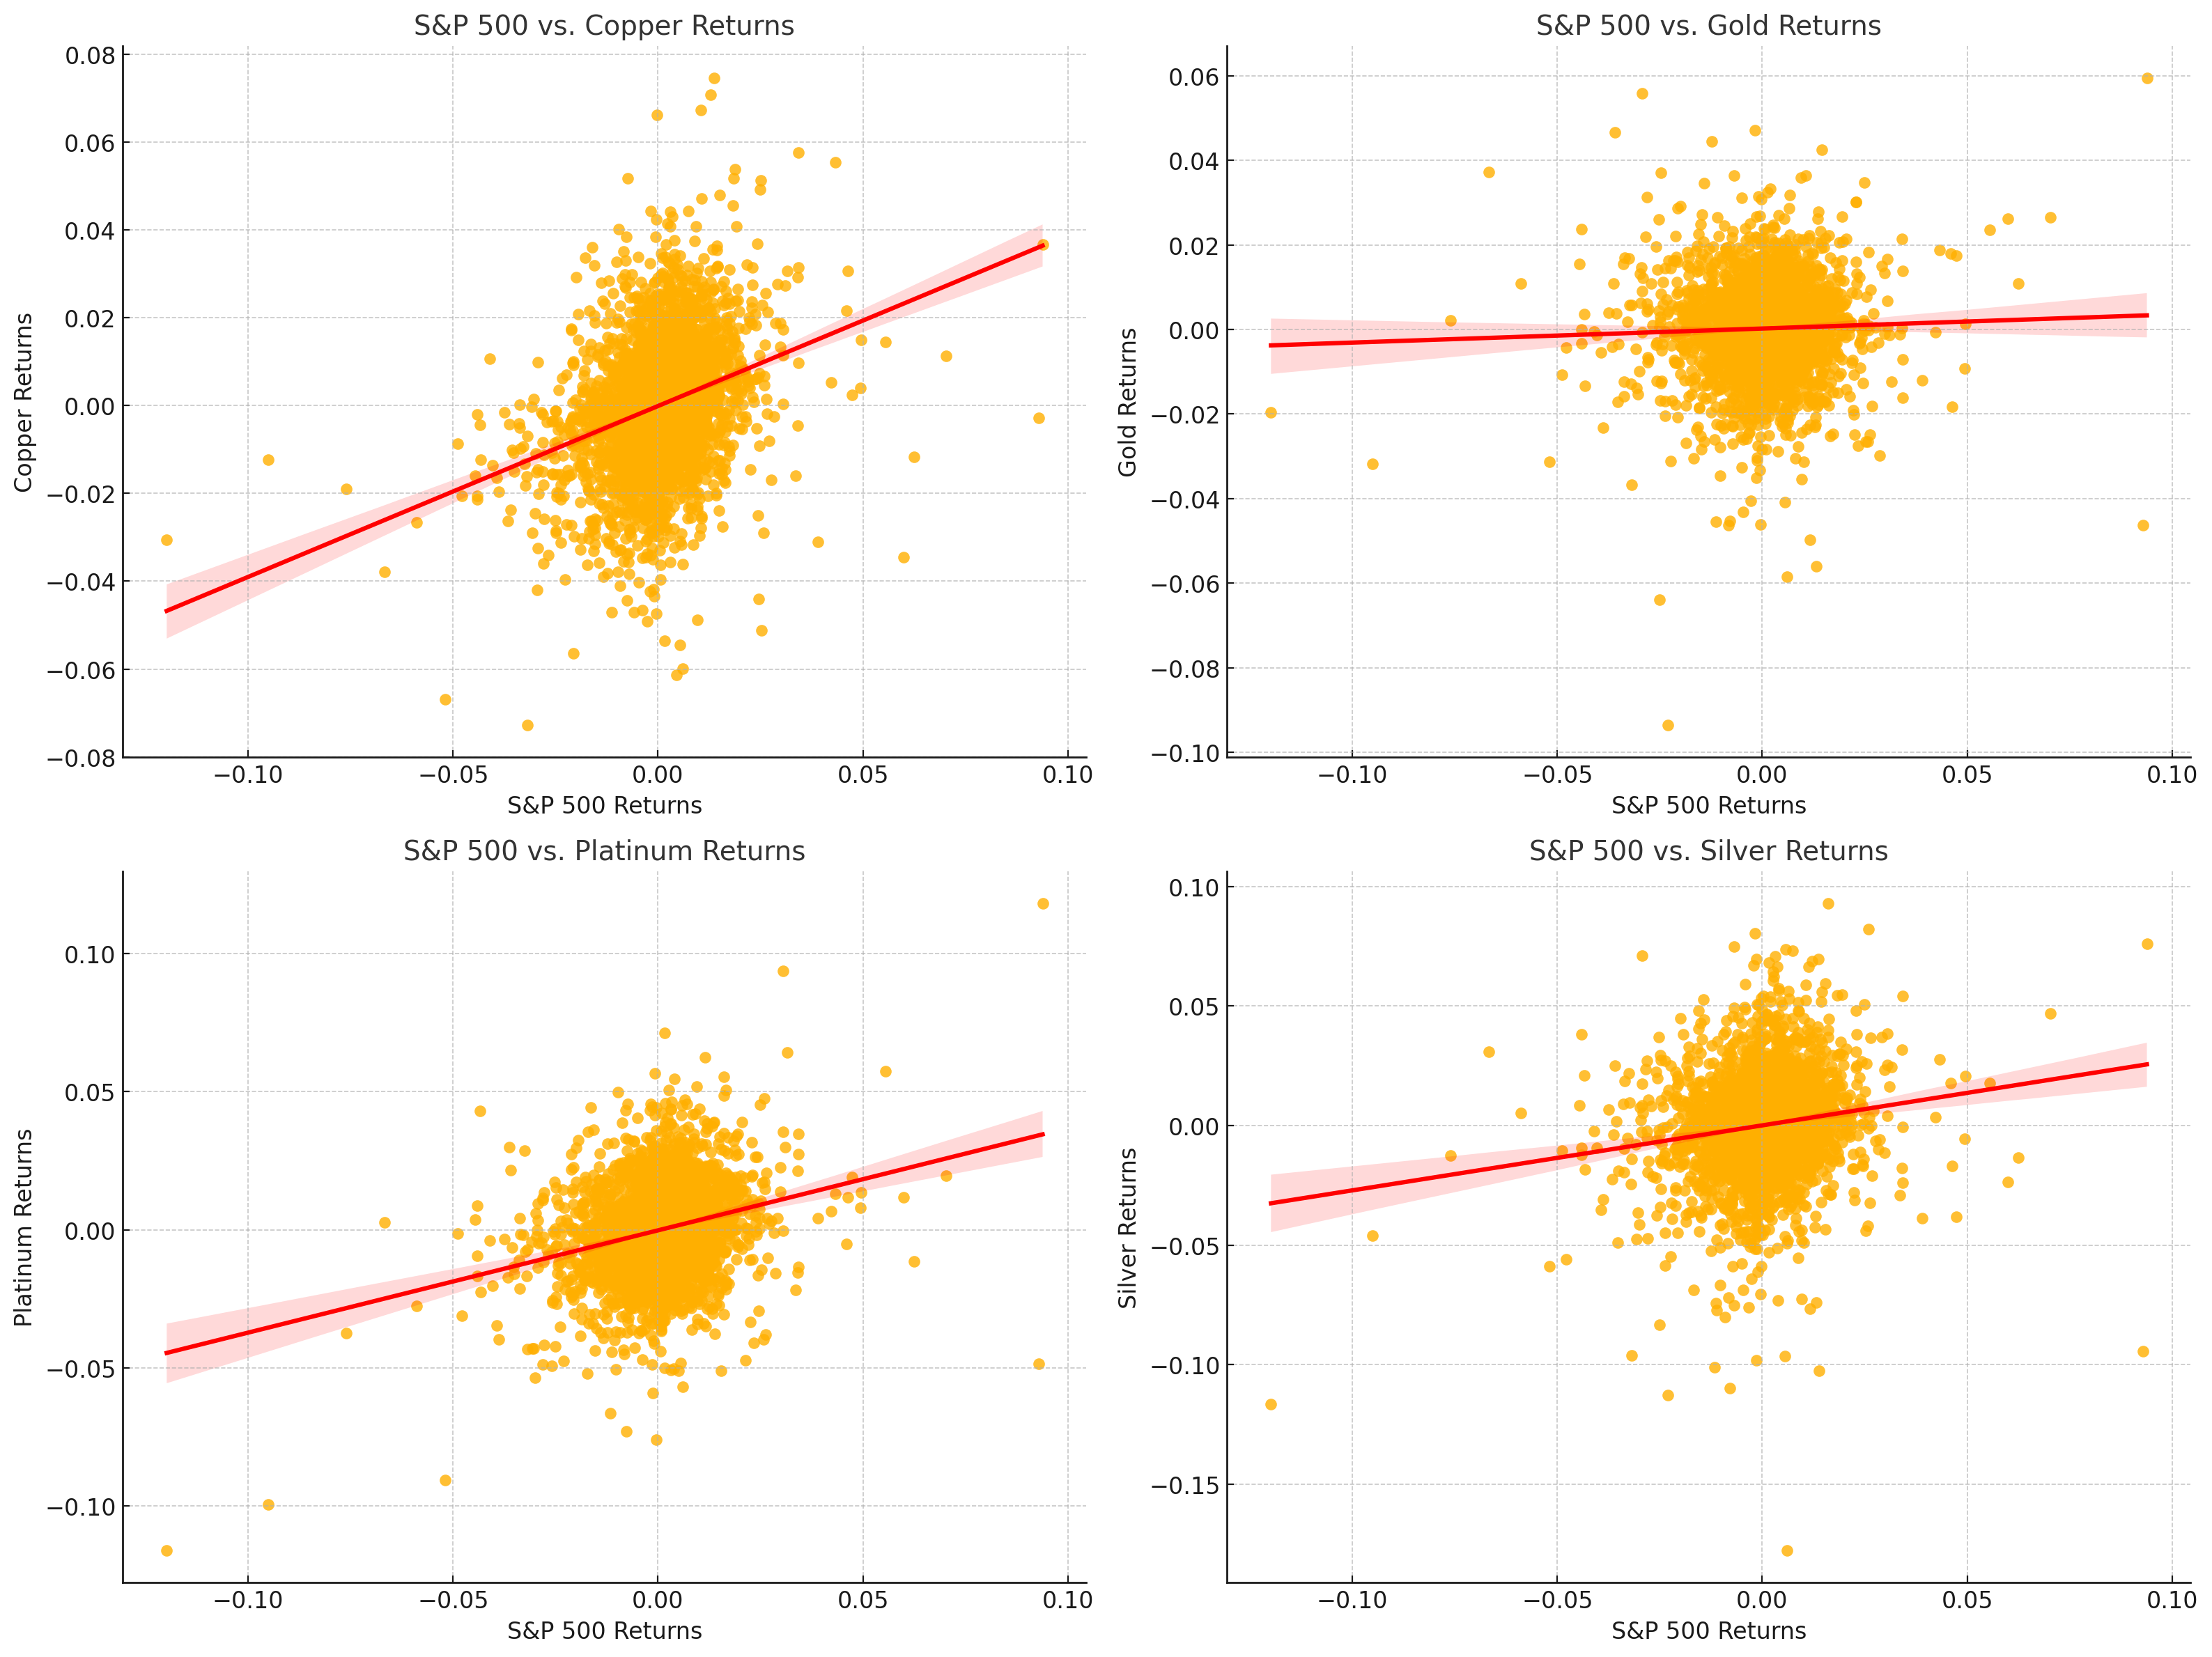 S&P 500 vs. Copper Returns
0.08
0.06
0.04
0.02
0.00
−0.02
−0.04
−0.06
−0.08
Copper Returns
−0.10 −0.05 0.00 0.05 0.10
S&P 500 Returns
S&P 500 vs. Gold Returns
0.06
0.04
0.02
0.00
−0.02
−0.04
−0.06
−0.08
−0.10
Gold Returns
−0.10 −0.05 0.00 0.05 0.10
S&P 500 Returns
S&P 500 vs. Platinum Returns
0.10
0.05
0.00
−0.05
−0.10
Platinum Returns
−0.10 −0.05 0.00 0.05 0.10
S&P 500 Returns
S&P 500 vs. Silver Returns
0.10
0.05
0.00
−0.05
−0.10
−0.15
Silver Returns
−0.10 −0.05 0.00 0.05 0.10
S&P 500 Returns